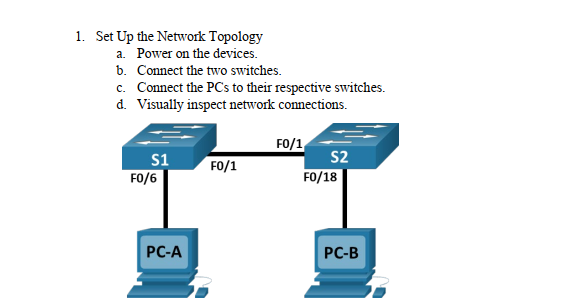 1. Set Up the Network Topology
a. Power on the devices.
b. Connect the two switches.
c. Connect the PCs to their respective switches.
d. Visually inspect network connections.
F0/1
S1
F0/1
S2
F0/6
F0/18
PC-A
PC-B